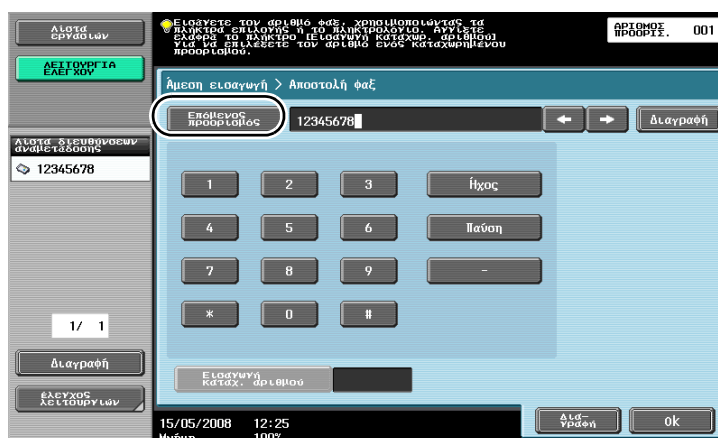 Λίστα
εργασιών
Εισάγετε τον αριθμό φαξ, χρησιμοποιώντας τα
πλήκτρα επιλογής ή το πληκτρολόγιο. Αγγίξτε
ελαφρά το πλήκτρο [Εισαγωγή καταχωρ. αριθμού]
για να επιλέξετε τον αριθμό ενός καταχωρημένου
προορισμού.
ΑΡΙΘΜΟΣ
ΠΡΟΟΡΙΣ. 001
ΛΕΙΤΟΥΡΓΙΑ
ΕΛΕΓΧΟΥ
Άμεση εισαγωγή > Αποστολή φαξ
Επόμενος
προορισμός 12345678 Διαγραφή
Λίστα διευθύνσεων
αναμετάδοσης
12345678
1 2 3 Ήχος
4 5 6 Παύση
7 8 9 -
* 0 #
1/ 1
Διαγραφή
Εισαγωγή
καταχ. αριθμού
έλεγχος
λειτουργιών
15/05/2008 12:25
Δια-
γραφή
Ok
Μνήμη 100%